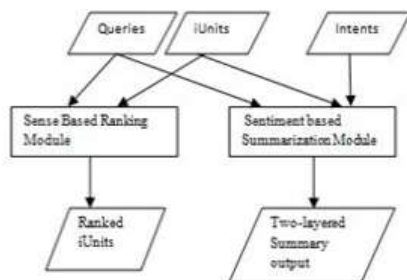 Queries
iUnits
Intents
Sense Based Ranking
Module
Sentiment based
Summarization Module
Ranked
iUnits
Two-layered
Summary
output